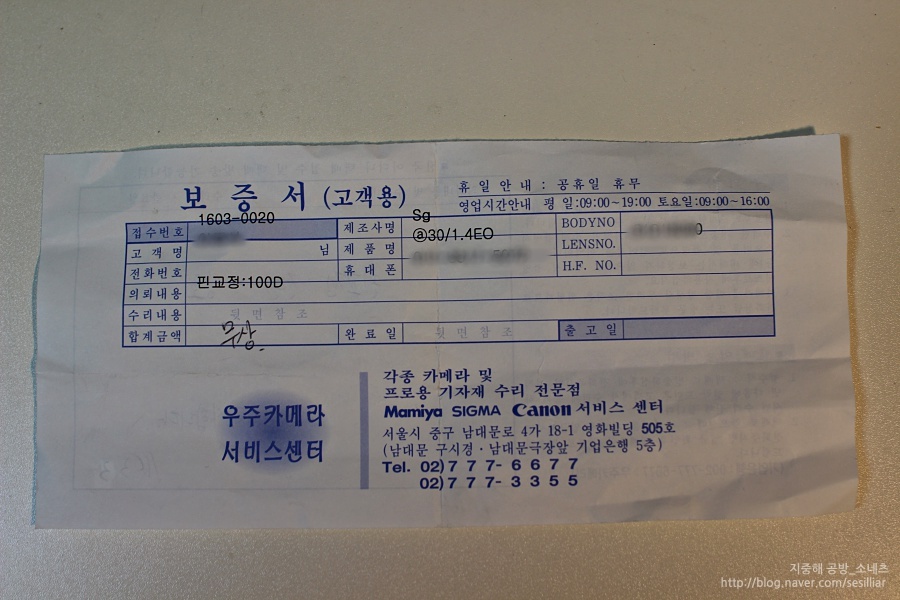 보 증 서 (고객용)
휴 일 안 내 : 공휴일 휴무
영업시간안내 평 일:09:00~19:00 토요일:09:00~16:00
접수번호 1603-0020 제조사명 Sg BODYNO
고 객 명 님 제 품 명 @30/1.4EO LENSNO.
전화번호 휴 대 폰 H.F. NO.
의뢰내용 핀교정:100D
수리내용 뒷 면 참 조
합계금액 무상. 완 료 일 뒷 면 참 조 출 고 일
우주카메라
서비스센터
각종 카메라 및
프로용 기자재 수리 전문점
Mamiya SIGMA Canon 서비스 센터
서울시 중구 남대문로 4가 18-1 영화빌딩 505호
(남대문 구시경·남대문극장앞 기업은행 5층)
Tel. 02)777-6677
02)777-3355
지중해 공방_소네츠
http://blog.naver.com/sesilliar